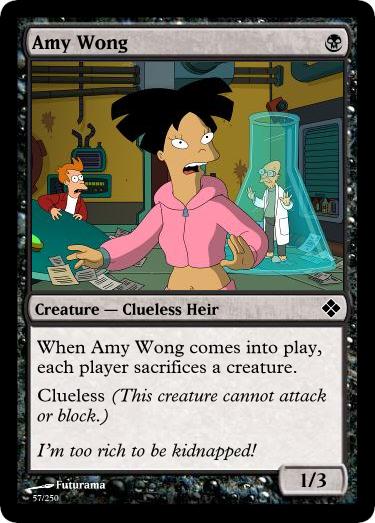 Amy Wong
Creature — Clueless Heir
When Amy Wong comes into play,
each player sacrifices a creature.
Clueless (This creature cannot attack
or block.)
I'm too rich to be kidnapped!
1/3
Futurama
57/250